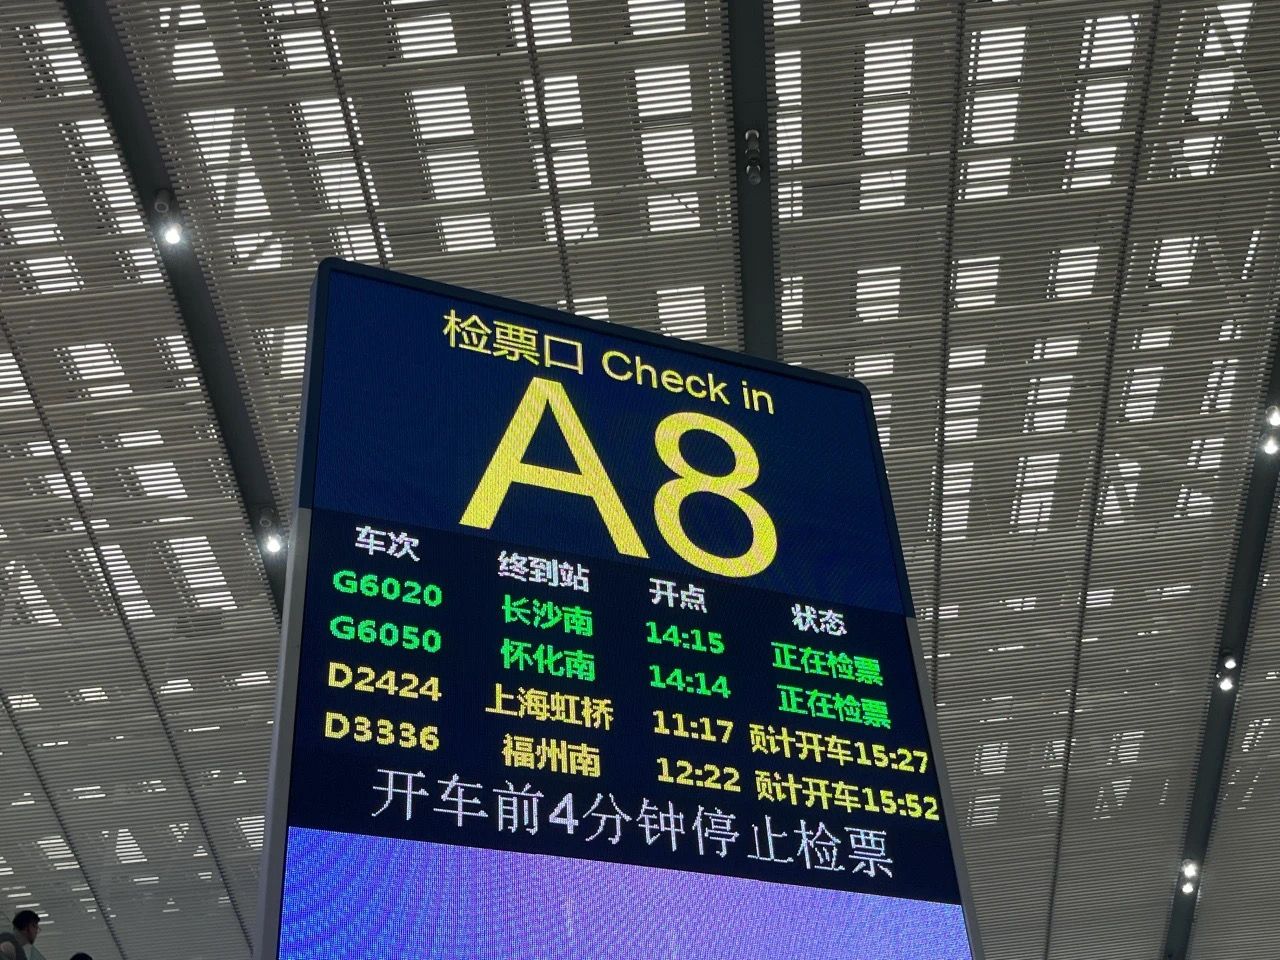 检票口 Check in
A8
车次 终到站 开点 状态
G6020 长沙南 14:15 正在检票
G6050 怀化南 14:14 正在检票
D2424 上海虹桥 11:17 预计开车15:27
D3336 福州南 12:22 预计开车15:52
开车前4分钟停止检票